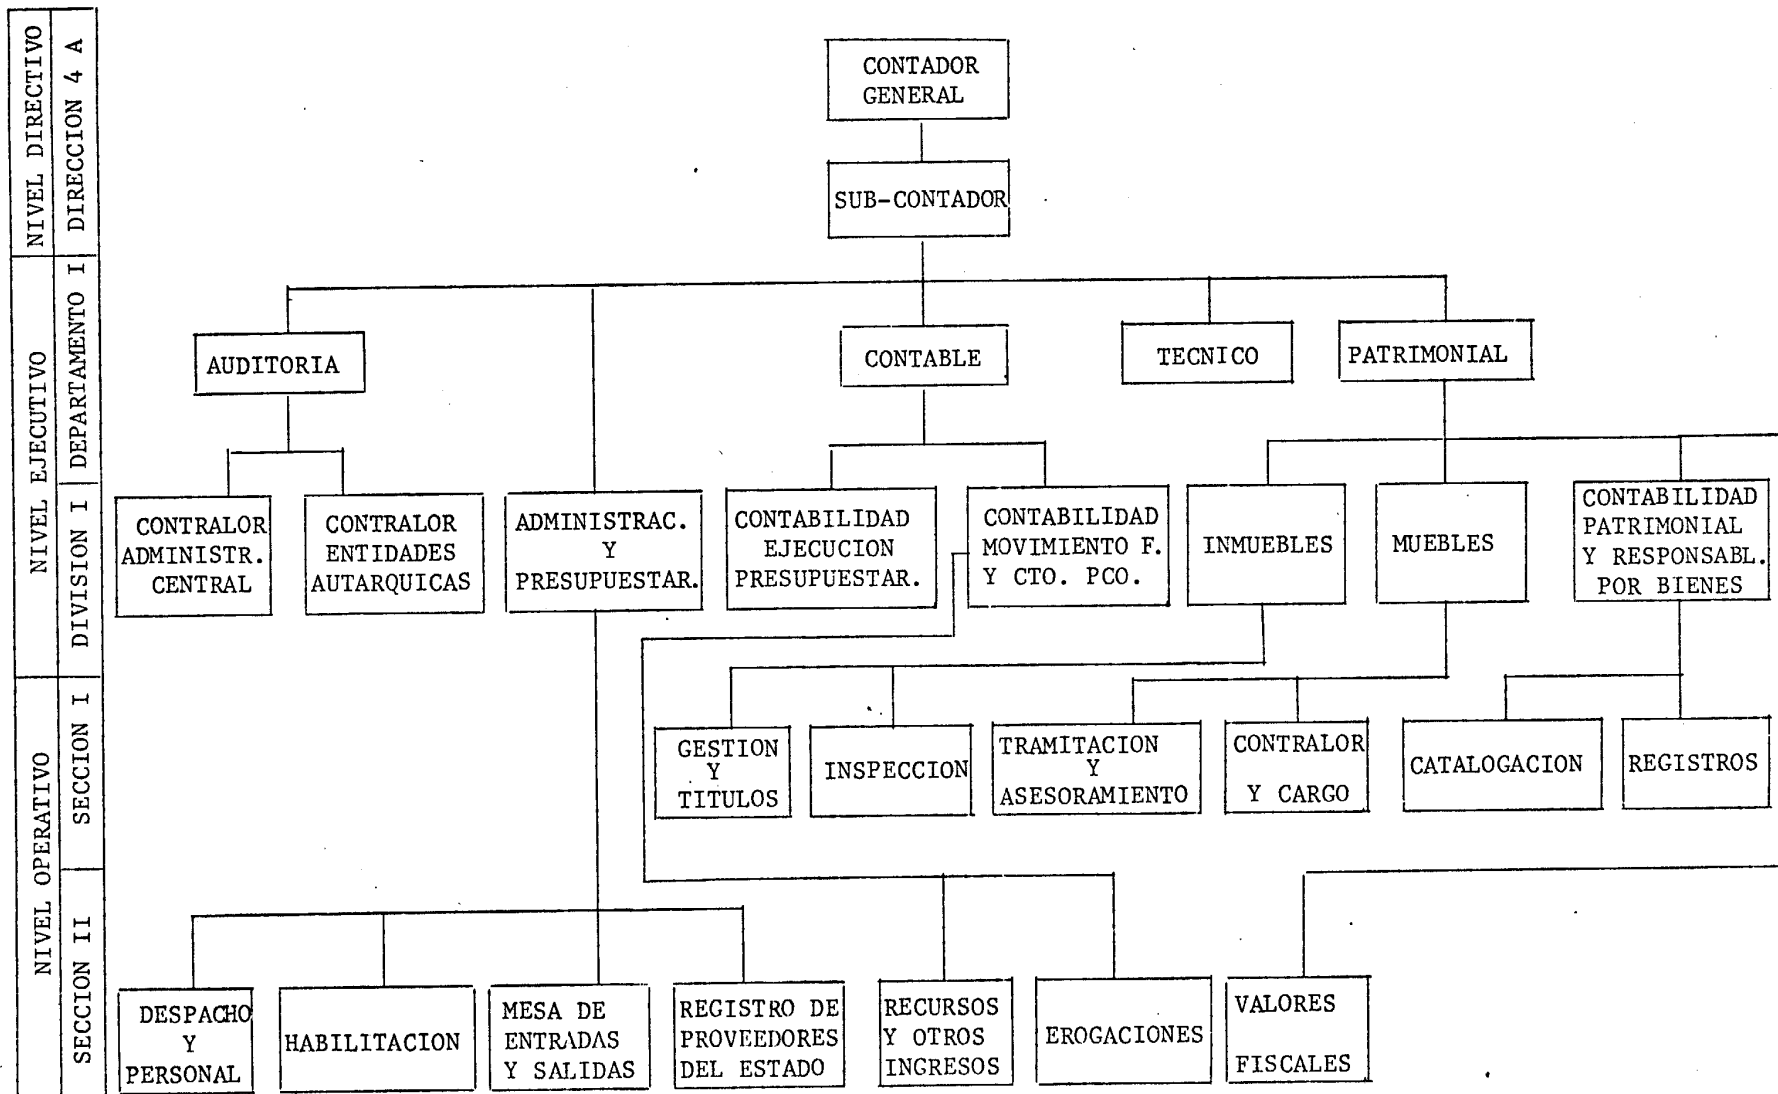 NIVEL DIRECTIVO
DIRECCION 4 A
NIVEL EJECUTIVO
DEPARTAMENTO I
DIVISION I
NIVEL OPERATIVO
SECCION I
SECCION II
CONTADOR
GENERAL
SUB-CONTADOR
AUDITORIA
CONTABLE
TECNICO
PATRIMONIAL
CONTRALOR
ADMINISTR.
CENTRAL
CONTRALOR
ENTIDADES
AUTARQUICAS
ADMINISTRAC.
Y
PRESUPUESTAR.
CONTABILIDAD
EJECUCION
PRESUPUESTAR.
CONTABILIDAD
MOVIMIENTO F.
Y CTO. PCO.
INMUEBLES
MUEBLES
CONTABILIDAD
PATRIMONIAL
Y RESPONSABL.
POR BIENES
GESTION
Y
TITULOS
INSPECCION
TRAMITACION
Y
ASESORAMIENTO
CONTRALOR
Y CARGO
CATALOGACION
REGISTROS
DESPACHO
Y
PERSONAL
HABILITACION
MESA DE
ENTRADAS
Y SALIDAS
REGISTRO DE
PROVEEDORES
DEL ESTADO
RECURSOS
Y OTROS
INGRESOS
EROGACIONES
VALORES
FISCALES